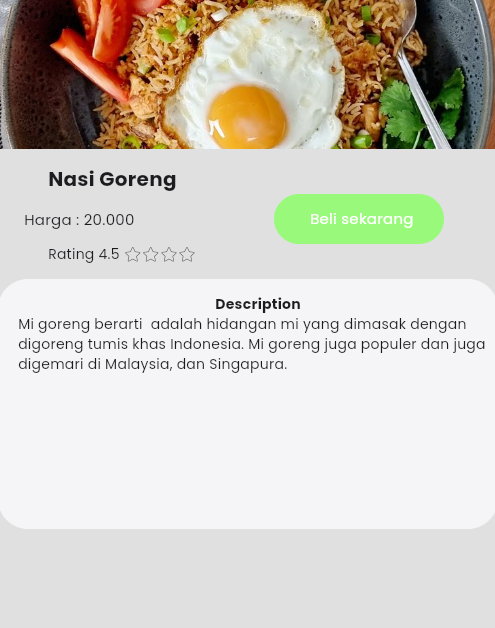 Nasi Goreng
Harga : 20.000
Beli sekarang
Rating 4.5
Description
Mi goreng berarti  adalah hidangan mi yang dimasak dengan
digoreng tumis khas Indonesia. Mi goreng juga populer dan juga
digemari di Malaysia, dan Singapura.